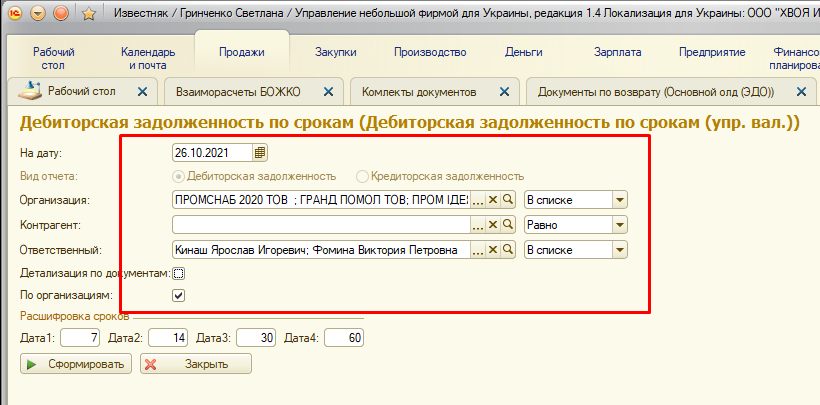 Известняк / Гринченко Светлана / Управление небольшой фирмой для Украины, редакция 1.4 Локализация для Украины: ООО "ХВОЯ И
Рабочий стол
Календарь и почта
Продажи
Закупки
Производство
Деньги
Зарплата
Предприятие
Финансо
планирова
Рабочий стол
Взаиморасчеты БОЖКО
Комлекты документов
Документы по возврату (Основной олд (ЭДО))
Дебиторская задолженность по срокам (Дебиторская задолженность по срокам (упр. вал.))
На дату: 26.10.2021
Вид отчета: Дебиторская задолженность Кредиторская задолженность
Организация: ПРОМСНАБ 2020 ТОВ ; ГРАНД ПОМОЛ ТОВ; ПРОМ ІДЕЯ ... В списке
Контрагент: ... Равно
Ответственный: Кинаш Ярослав Игоревич; Фомина Виктория Петровна ... В списке
Детализация по документам:
По организациям:
Расшифровка сроков
Дата1: 7 Дата2: 14 Дата3: 30 Дата4: 60
Сформировать Закрыть